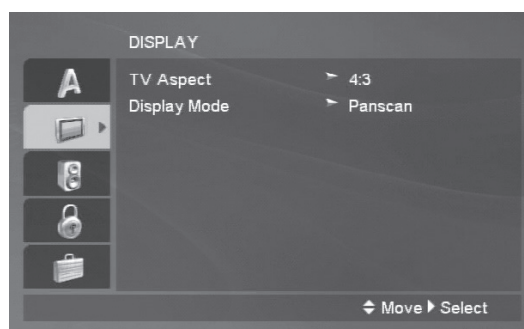 DISPLAY
A
TV Aspect 4:3
Display Mode Panscan
Move Select